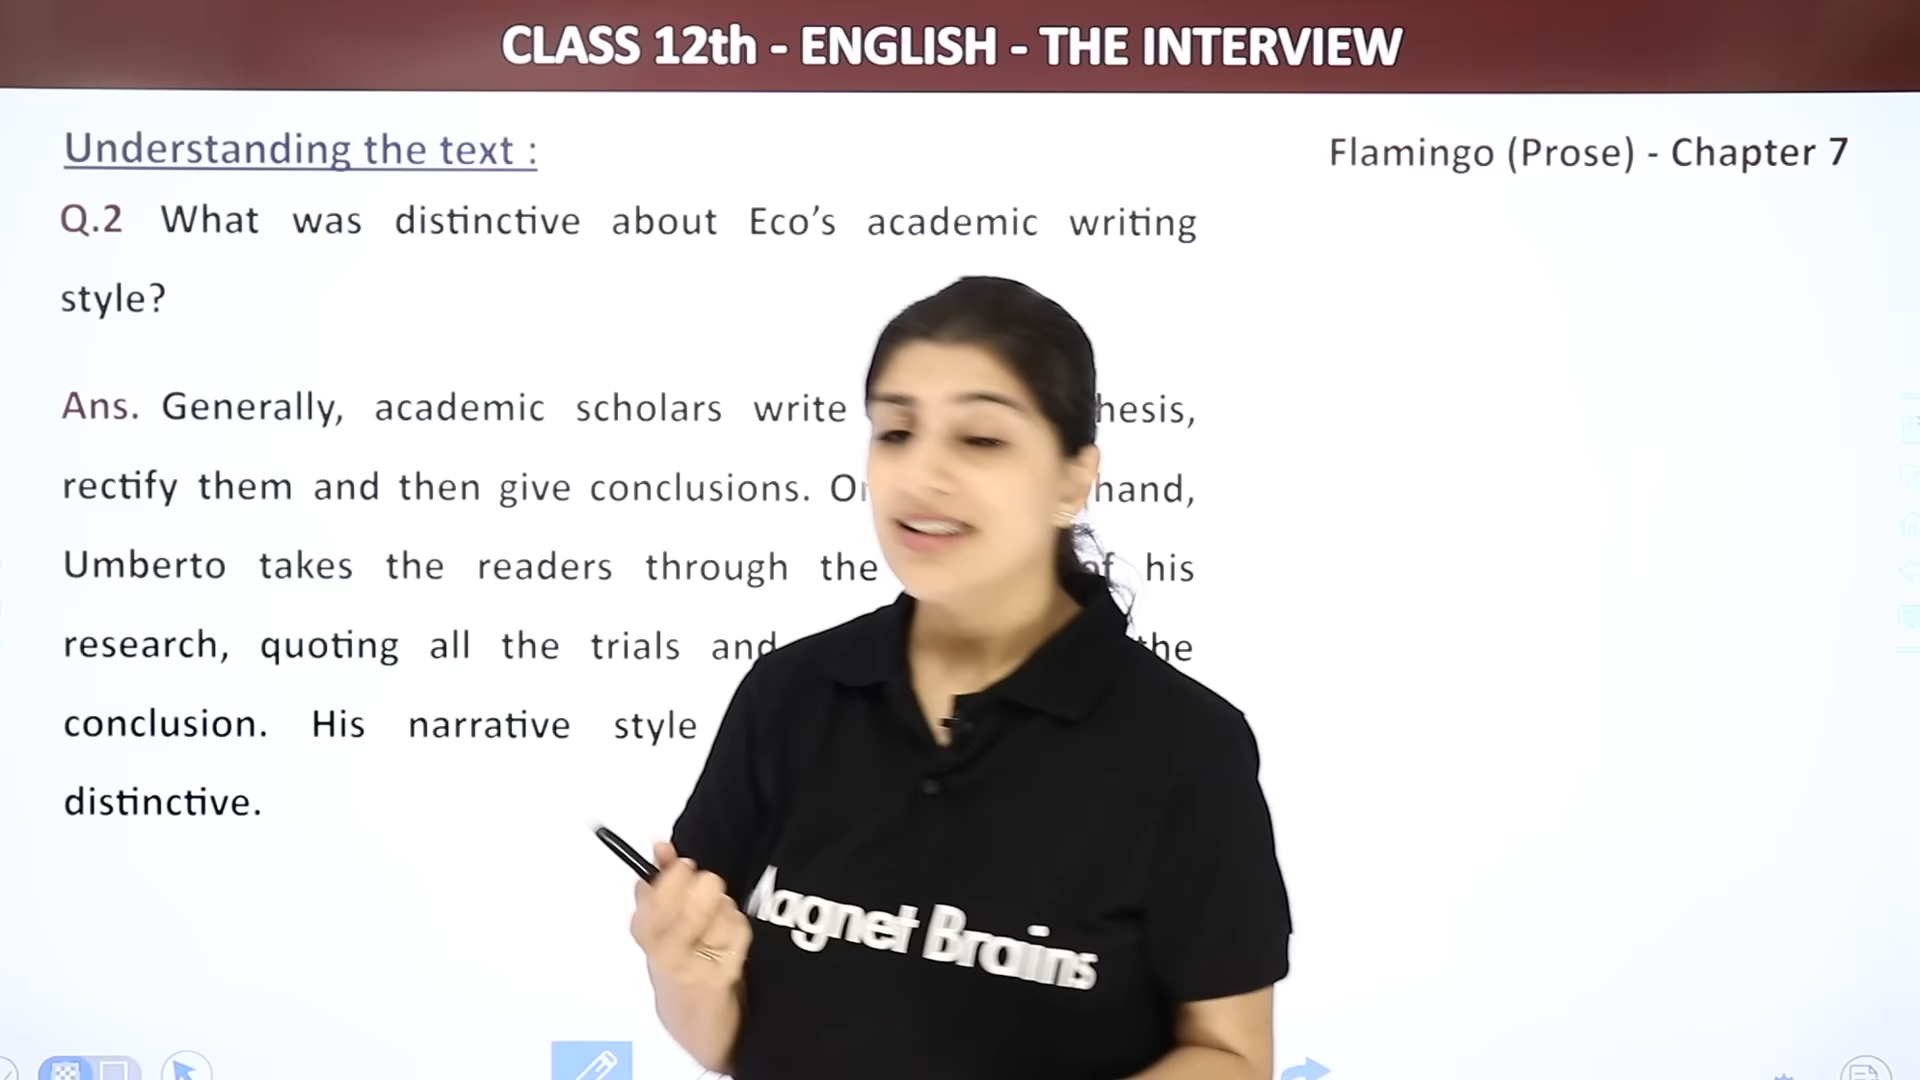 CLASS 12th - ENGLISH - THE INTERVIEW
Understanding the text :
Flamingo (Prose) - Chapter 7
Q.2 What was distinctive about Eco’s academic writing
style?
Ans. Generally, academic scholars write
rectify them and then give conclusions. hand,
Umberto takes the readers through the of his
research, quoting all the trials and the
conclusion. His narrative style
distinctive.
Magnet Brains